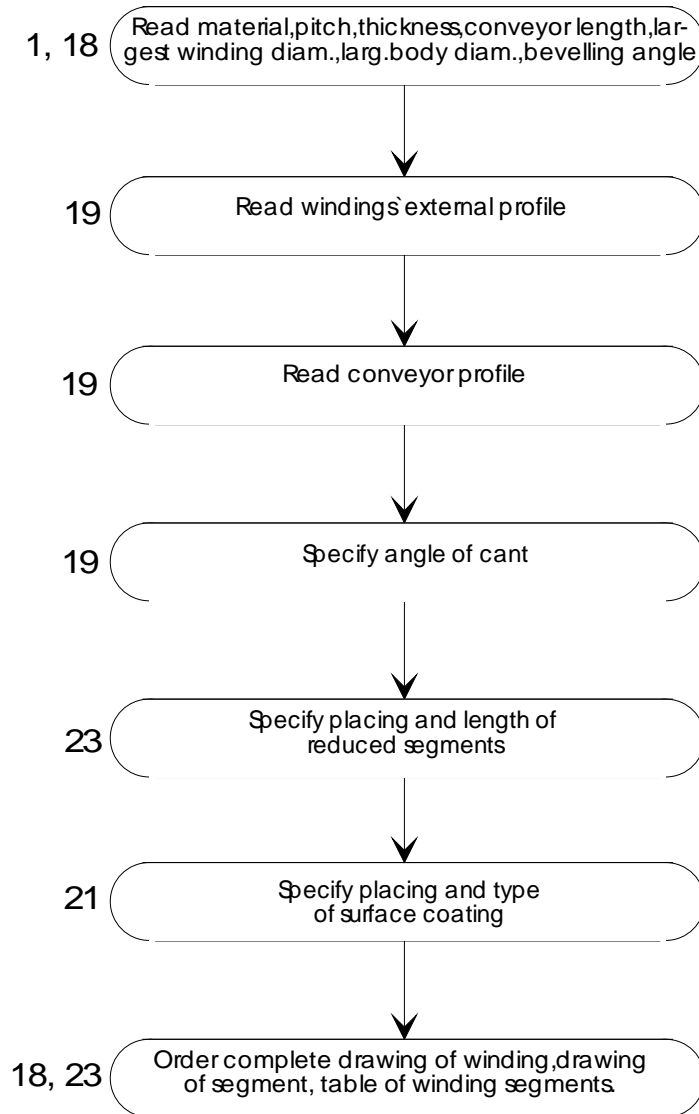 1, 18
Read material,pitch,thickness,conveyor length,lar-
gest winding diam.,larg.body diam.,bevelling angle
19
Read windings`external profile
19
Read conveyor profile
19
Specify angle of cant
23
Specify placing and length of
reduced segments
21
Specify placing and type
of surface coating
18, 23
Order complete drawing of winding,drawing
of segment, table of winding segments.